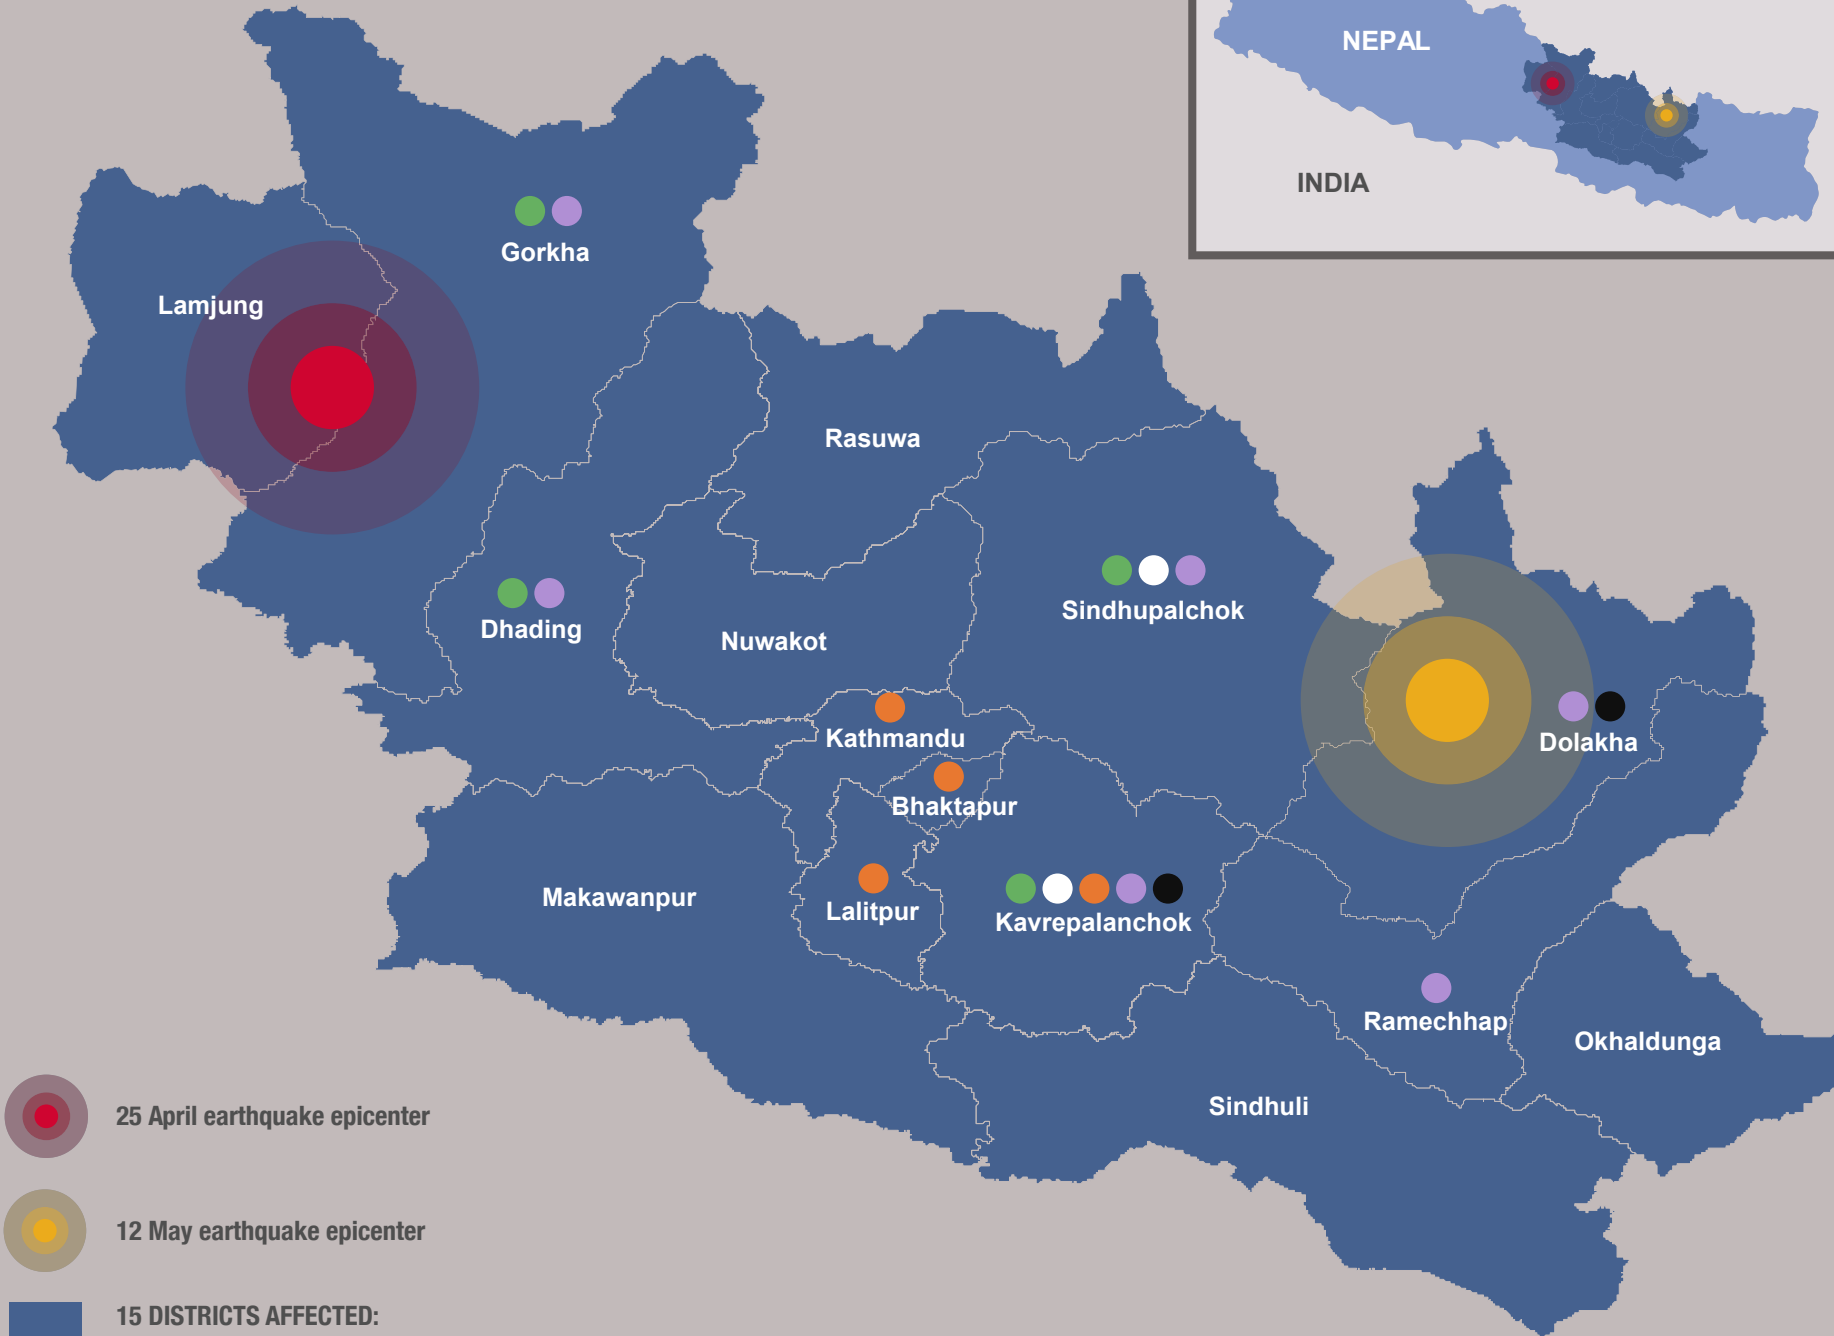 NEPAL
INDIA
Gorkha
Lamjung
Rasuwa
Sindhupalchok
Dhading
Nuwakot
Kathmandu
Dolakha
Bhaktapur
Makawanpur
Lalitpur
Kavrepalanchok
Ramechhap
Okhaldunga
Sindhuli
25 April earthquake epicenter
12 May earthquake epicenter
15 DISTRICTS AFFECTED: